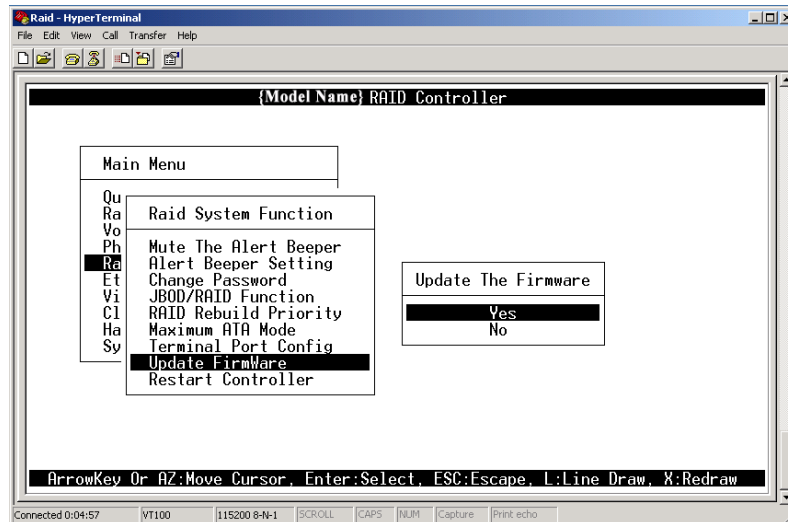 Raid - HyperTerminal
File Edit View Call Transfer Help
{Model Name} RAID Controller
Main Menu
Qu
Ra
Vo
Ph
Ra
Et
Vi
Cl
Ha
Sy
Raid System Function
Mute The Alert Beeper
Alert Beeper Setting
Change Password
JBOD/RAID Function
RAID Rebuild Priority
Maximum ATA Mode
Terminal Port Config
Update FirmWare
Restart Controller
Update The Firmware
Yes
No
ArrowKey Or AZ:Move Cursor, Enter:Select, ESC:Escape, L:Line Draw, X:Redraw
Connected 0:04:57 VT100 115200 8-N-1 SCROLL CAPS NUM Capture Print echo